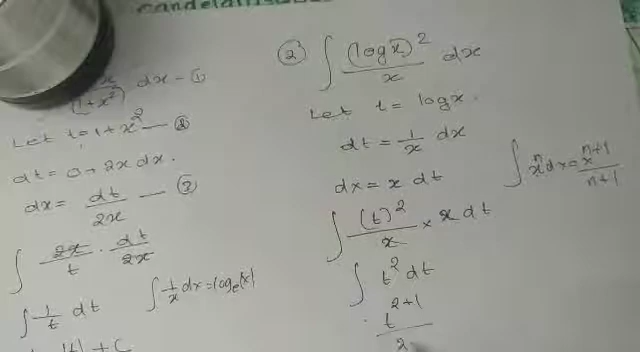 x/(1+x²) dx - ①
Let t = 1 + x² — ②
dt = 0 + 2x dx.
dx = dt/2x — ③
∫ 2x/t · dt/2x
∫ 1/t dt
∫ 1/x dx = logₑ|x|
|t| + C
② ∫ (log x)²/x dx
Let t = log x.
dt = 1/x dx
dx = x dt
∫ (t)²/x × x dt
∫ t² dt
t²⁺¹/2
∫ xⁿ dx = xⁿ⁺¹/n+1